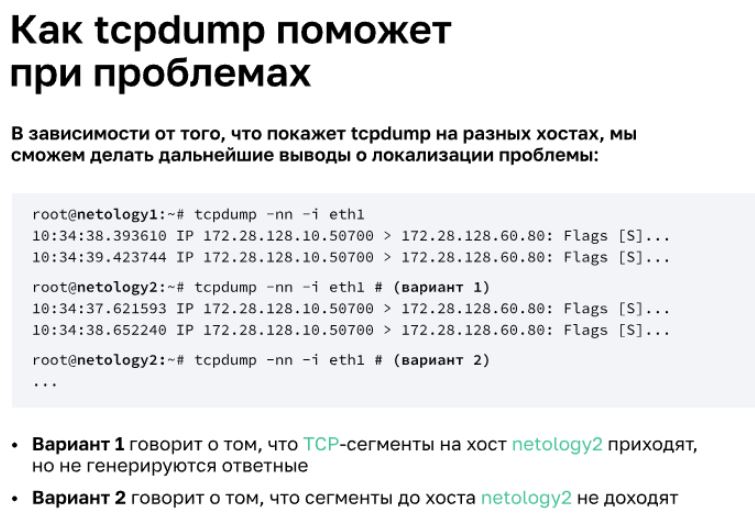 Как tcpdump поможет
при проблемах
В зависимости от того, что покажет tcpdump на разных хостах, мы
сможем делать дальнейшие выводы о локализации проблемы:
root@netology1:~# tcpdump -nn -i eth1
10:34:38.393610 IP 172.28.128.10.50700 > 172.28.128.60.80: Flags [S]...
10:34:39.423744 IP 172.28.128.10.50700 > 172.28.128.60.80: Flags [S]...
root@netology2:~# tcpdump -nn -i eth1 # (вариант 1)
10:34:37.621593 IP 172.28.128.10.50700 > 172.28.128.60.80: Flags [S]...
10:34:38.652240 IP 172.28.128.10.50700 > 172.28.128.60.80: Flags [S]...
root@netology2:~# tcpdump -nn -i eth1 # (вариант 2)
...
• Вариант 1 говорит о том, что TCP-сегменты на хост netology2 приходят,
но не генерируются ответные
• Вариант 2 говорит о том, что сегменты до хоста netology2 не доходят